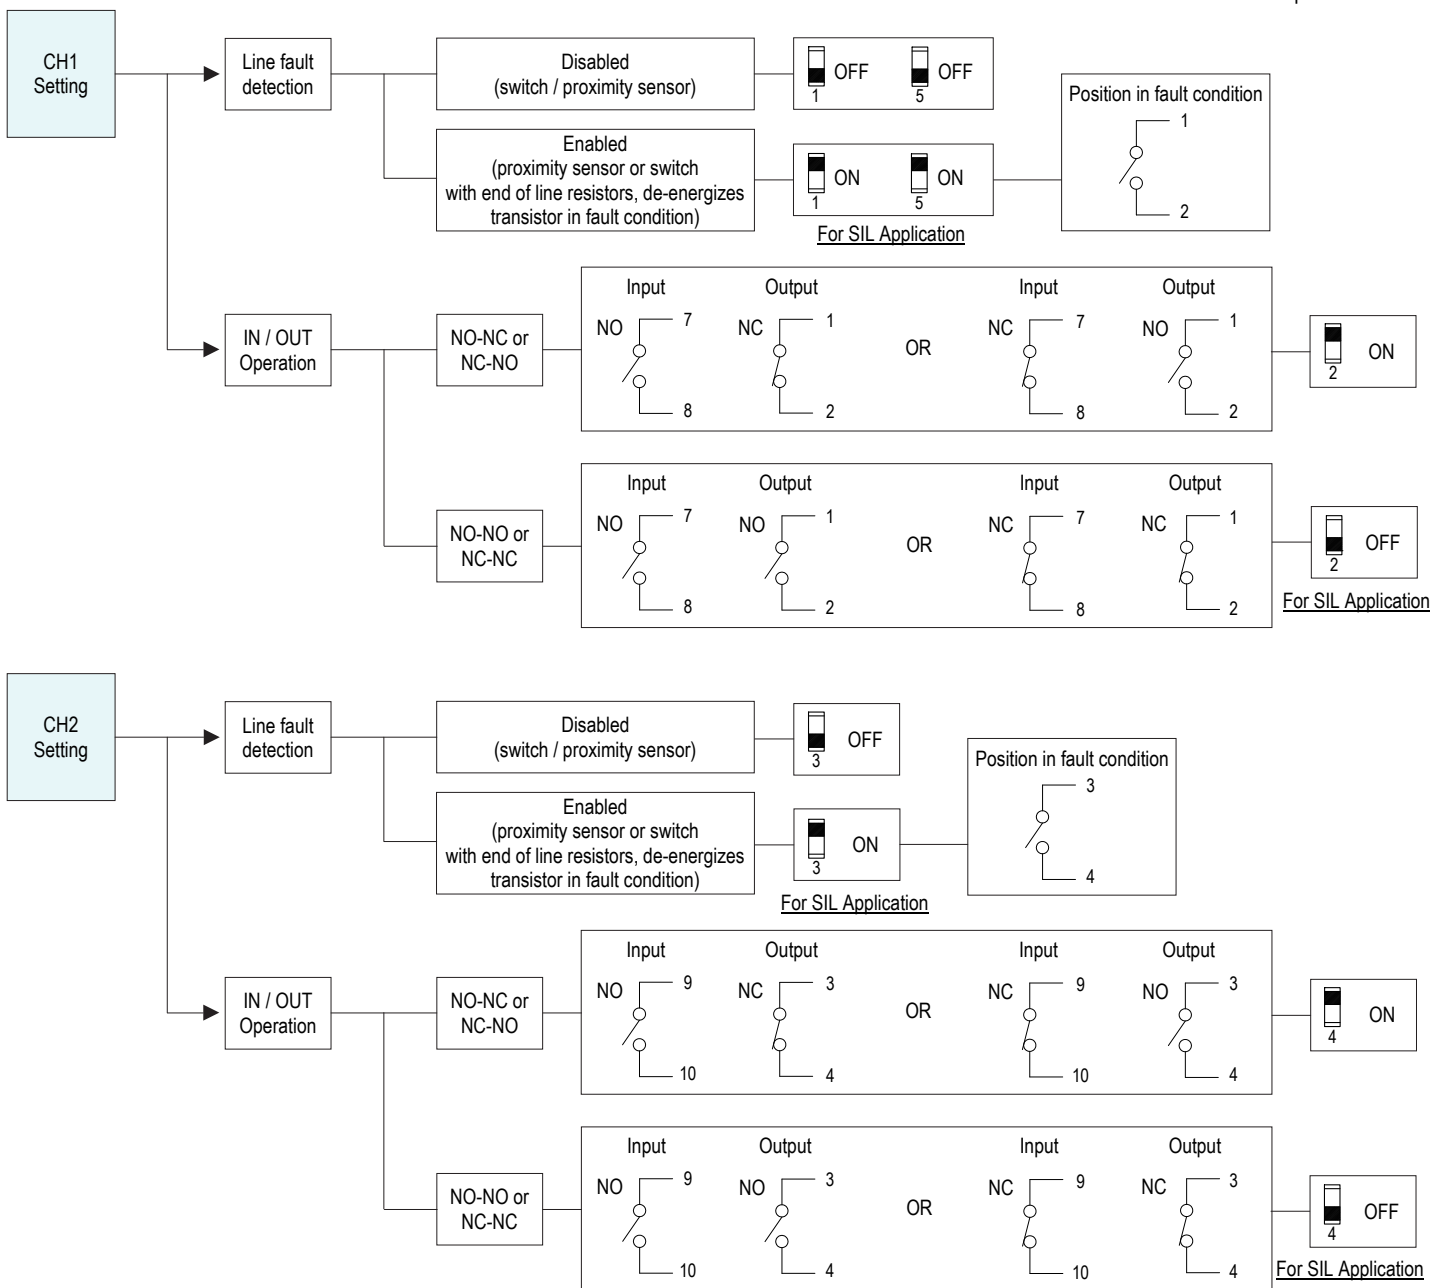 CH1
Setting
Line fault
detection
Disabled
(switch / proximity sensor)
OFF
OFF
1
5
Enabled
(proximity sensor or switch
with end of line resistors, de-energizes
transistor in fault condition)
ON
ON
1
5
For SIL Application
Position in fault condition
1
2
IN / OUT
Operation
NO-NC or
NC-NO
Input Output Input Output
NO 7 NC 1 OR NC 7 NO 1
8 2 8 2
ON
2
NO-NO or
NC-NC
Input Output Input Output
NO 7 NO 1 OR NC 7 NC 1
8 2 8 2
OFF
2
For SIL Application
CH2
Setting
Line fault
detection
Disabled
(switch / proximity sensor)
OFF
3
Enabled
(proximity sensor or switch
with end of line resistors, de-energizes
transistor in fault condition)
ON
3
For SIL Application
Position in fault condition
3
4
IN / OUT
Operation
NO-NC or
NC-NO
Input Output Input Output
NO 9 NC 3 OR NC 9 NO 3
10 4 10 4
ON
4
NO-NO or
NC-NC
Input Output Input Output
NO 9 NO 3 OR NC 9 NC 3
10 4 10 4
OFF
4
For SIL Application